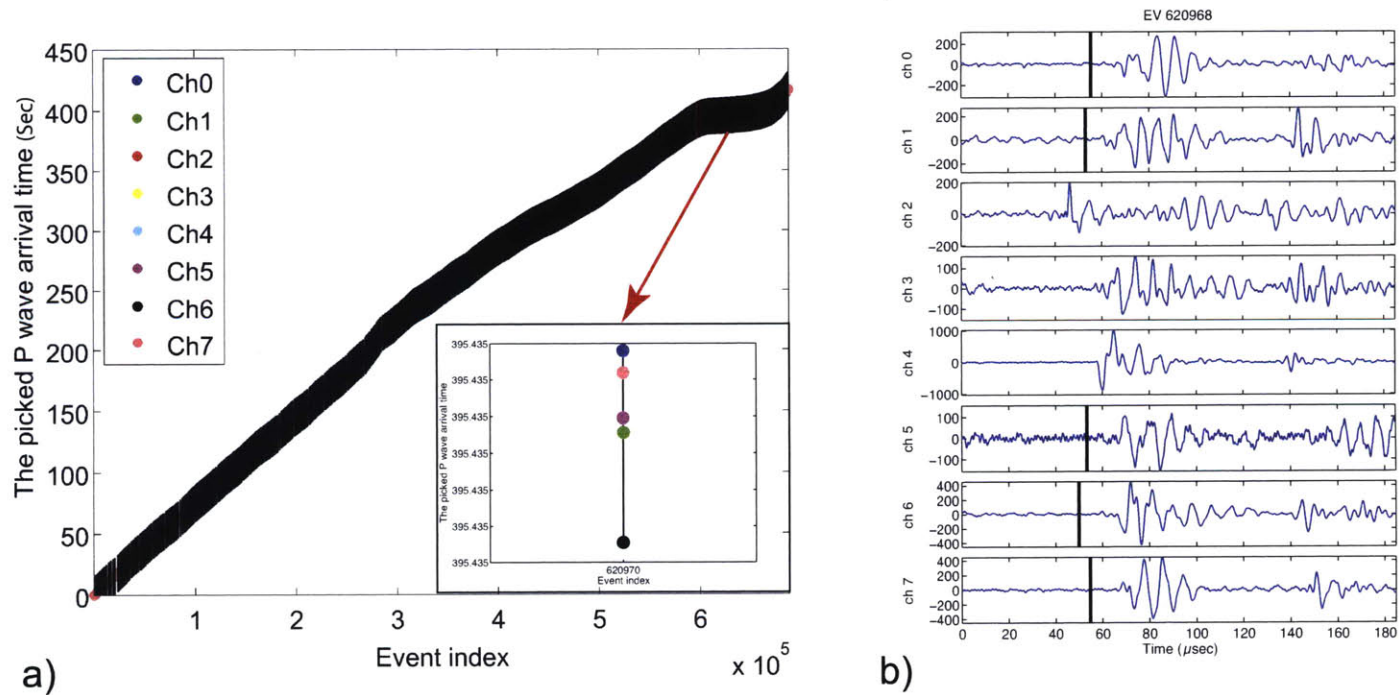 450
400
350
300
250
200
150
100
50
0
The picked P wave arrival time (Sec)
Ch0
Ch1
Ch2
Ch3
Ch4
Ch5
Ch6
Ch7
395.435
395.435
395.435
395.435
395.435
395.435
395.435
The picked P wave arrival time
620970
Event index
1
2
3
4
5
6
x 10^5
Event index
a)
EV 620968
ch 0
200
0
−200
ch 1
200
0
−200
ch 2
200
0
−200
ch 3
100
0
−100
ch 4
1000
0
−1000
ch 5
100
0
−100
ch 6
400
200
0
−200
−400
ch 7
400
200
0
−200
−400
0
20
40
60
80
100
120
140
160
180
Time (μsec)
b)